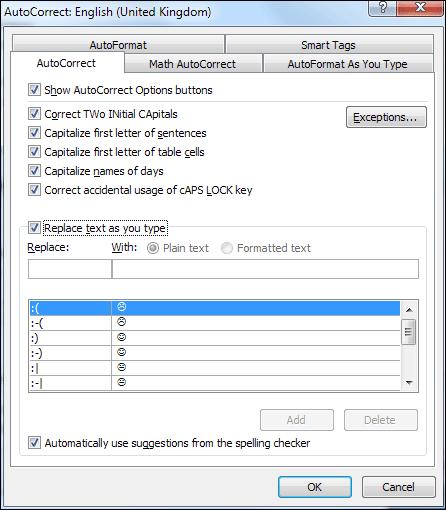 AutoCorrect: English (United Kingdom)
AutoFormat Smart Tags
AutoCorrect Math AutoCorrect AutoFormat As You Type
Show AutoCorrect Options buttons
Correct TWo INitial CApitals Exceptions...
Capitalize first letter of sentences
Capitalize first letter of table cells
Capitalize names of days
Correct accidental usage of cAPS LOCK key
Replace text as you type
Replace: With: Plain text Formatted text
:( ☹
:-( ☹
:) ☺
:-) ☺
:| 😐
:-| 😐
Add Delete
Automatically use suggestions from the spelling checker
OK Cancel